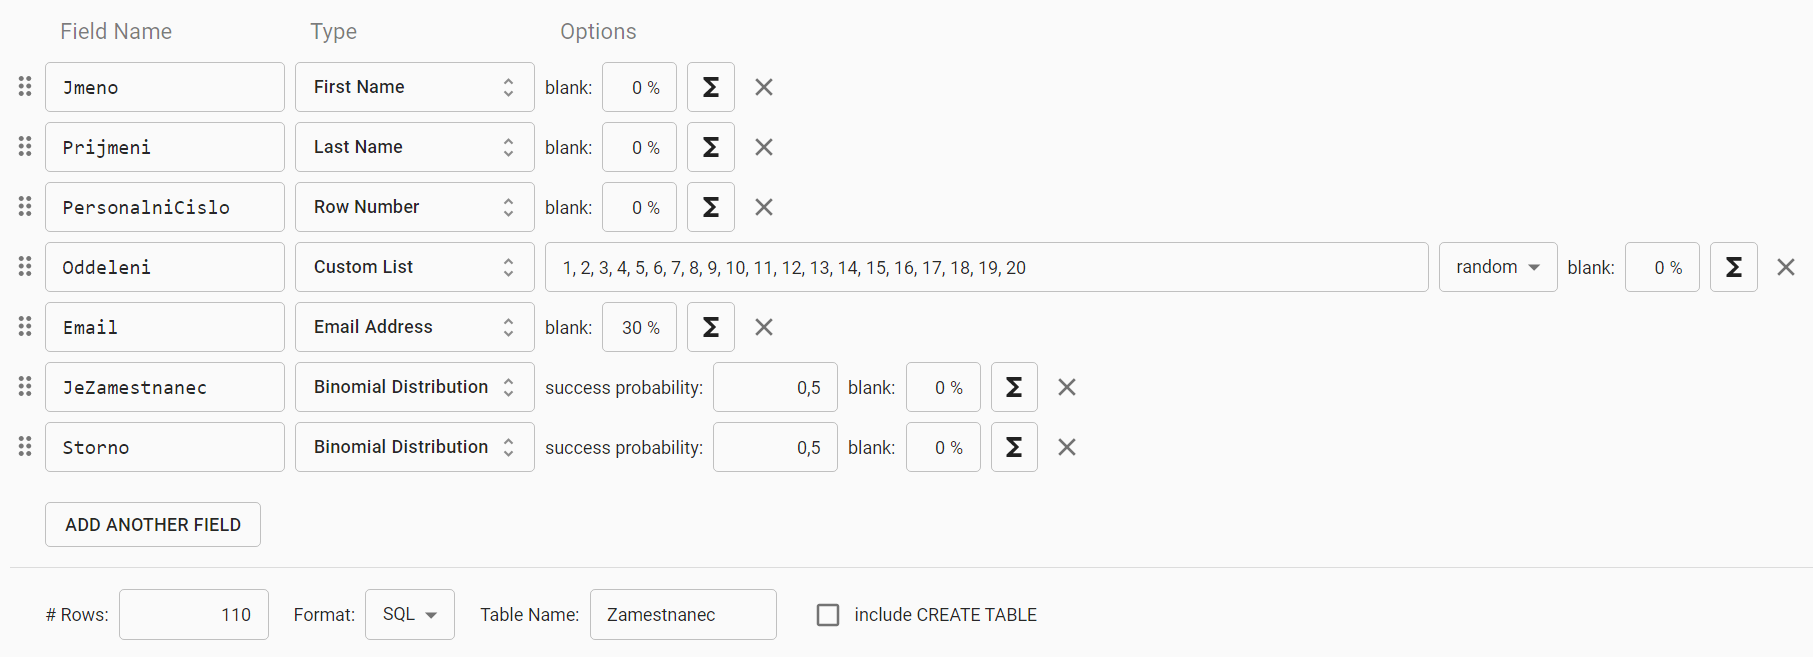 Field Name Type Options
Jmeno First Name blank: 0 % Σ
Prijmeni Last Name blank: 0 % Σ
PersonalniCislo Row Number blank: 0 % Σ
Oddeleni Custom List 1, 2, 3, 4, 5, 6, 7, 8, 9, 10, 11, 12, 13, 14, 15, 16, 17, 18, 19, 20 random blank: 0 % Σ
Email Email Address blank: 30 % Σ
JeZamestnanec Binomial Distribution success probability: 0,5 blank: 0 % Σ
Storno Binomial Distribution success probability: 0,5 blank: 0 % Σ
ADD ANOTHER FIELD
# Rows: 110 Format: SQL Table Name: Zamestnanec include CREATE TABLE